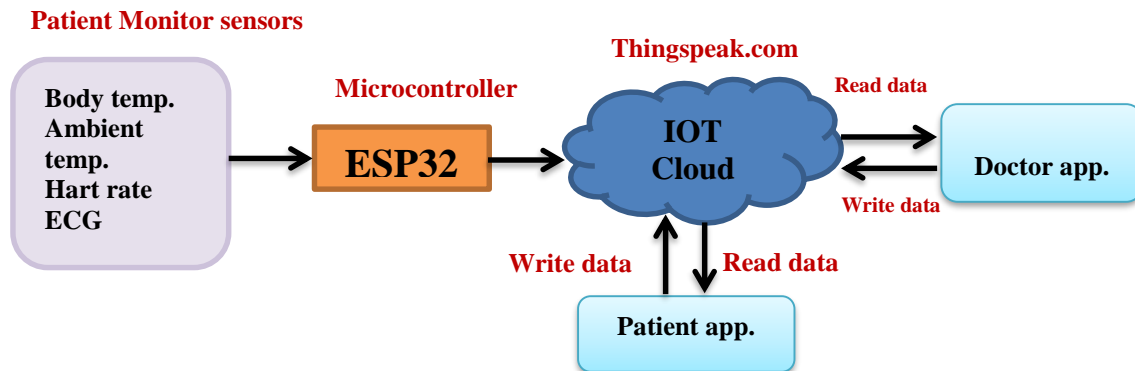 Patient Monitor sensors
Body temp.
Ambient
temp.
Hart rate
ECG
Microcontroller
ESP32
Thingspeak.com
IOT
Cloud
Read data
Write data
Doctor app.
Write data
Read data
Patient app.